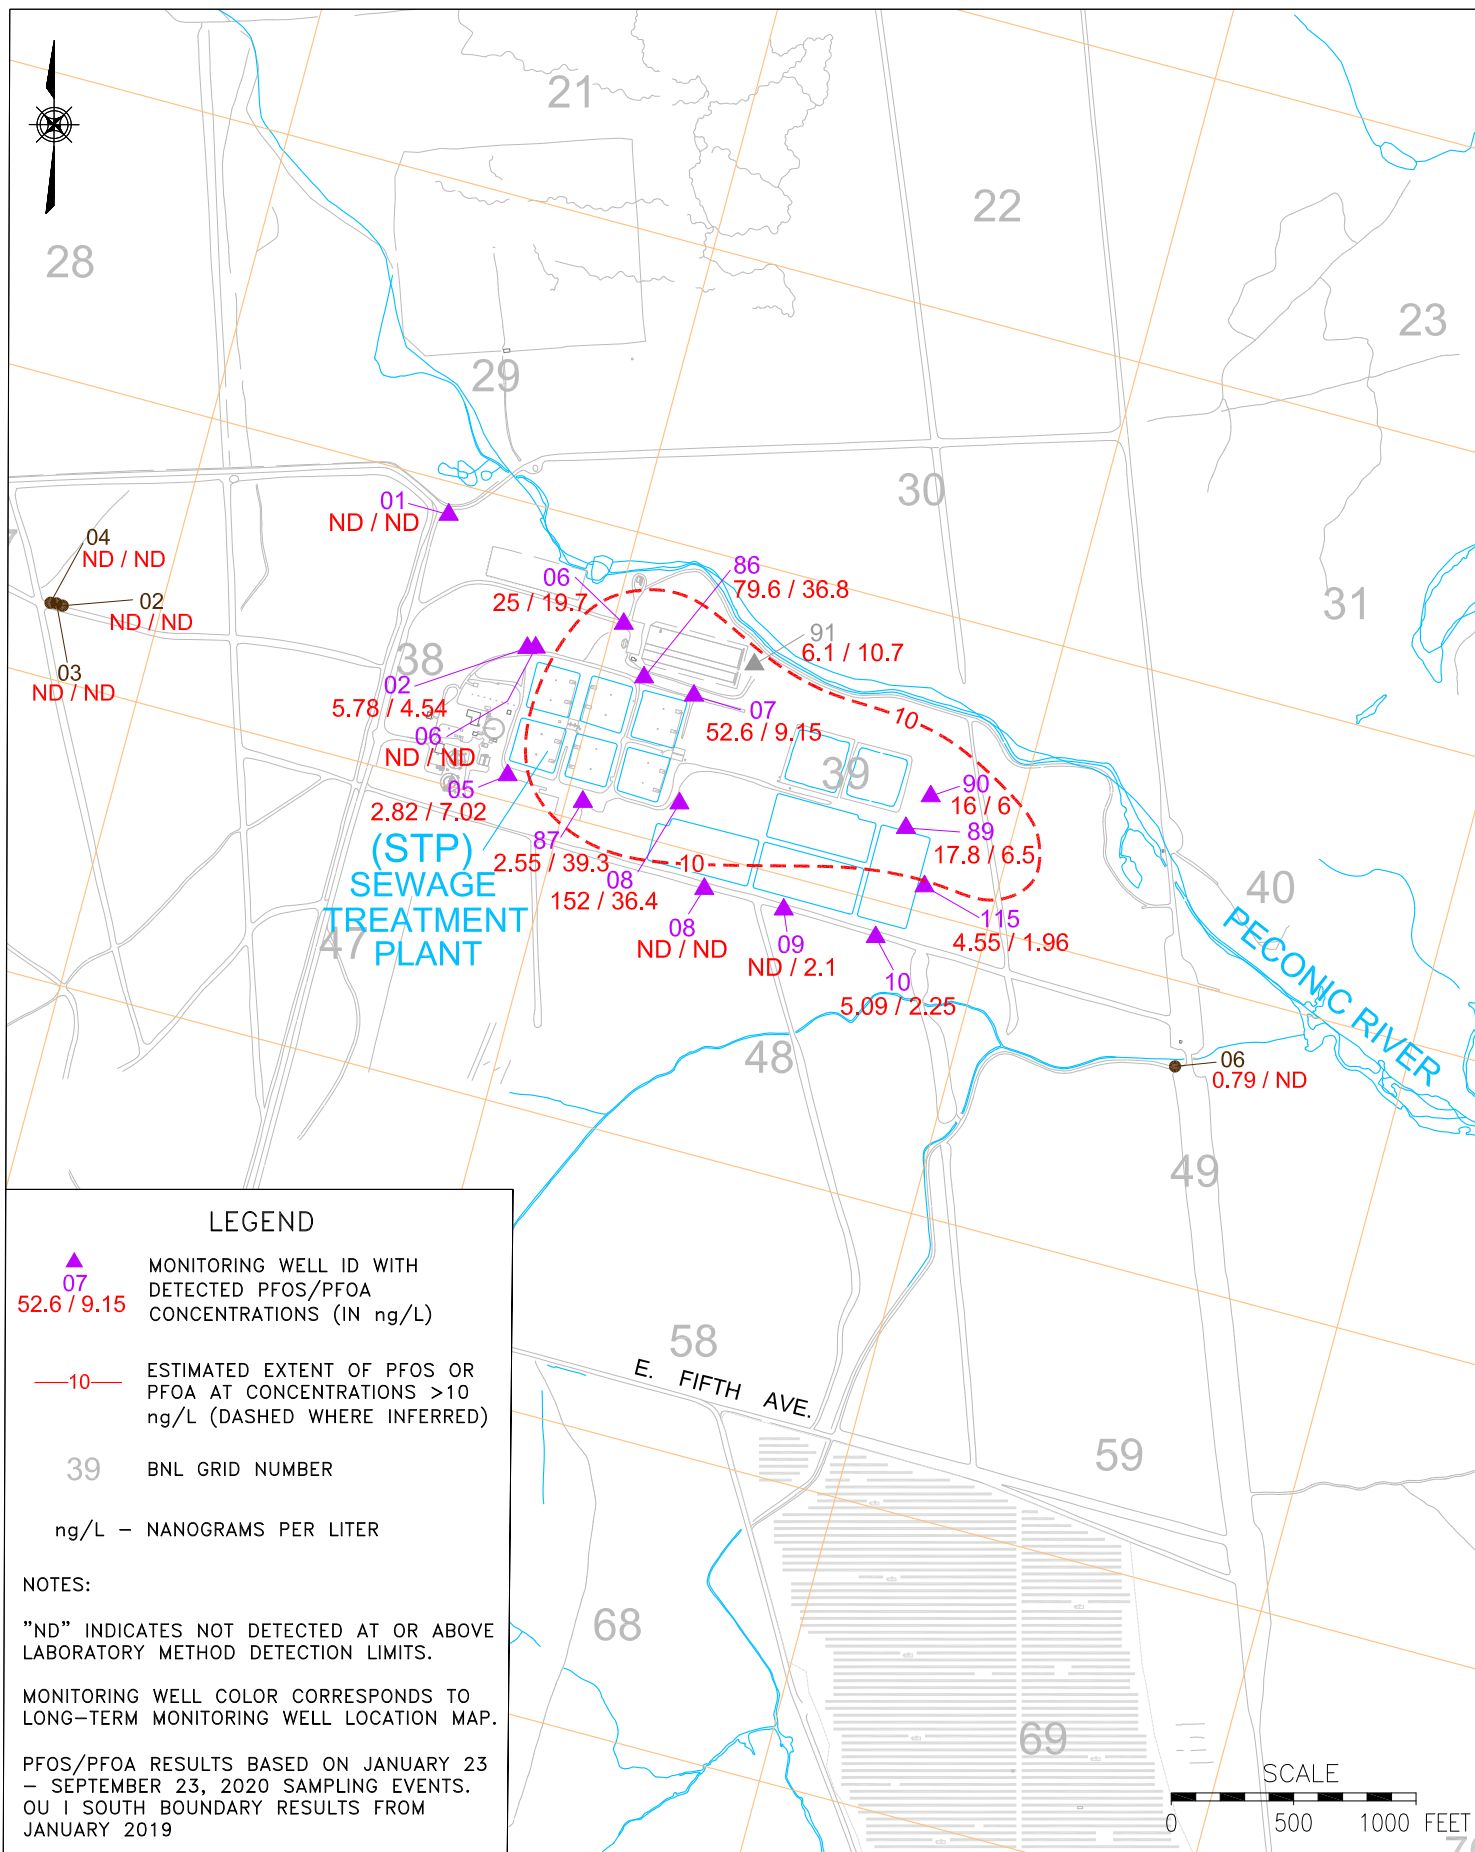 21
22
28
23
29
30
01
ND / ND
04
ND / ND
86
79.6 / 36.8
06
25 / 19.7
02
ND / ND
31
91
6.1 / 10.7
38
03
ND / ND
02
5.78 / 4.54
07
52.6 / 9.15
10
06
ND / ND
39
05
2.82 / 7.02
90
16 / 6
89
17.8 / 6.5
87
2.55 / 39.3
10
08
152 / 36.4
(STP)
SEWAGE
TREATMENT
PLANT
40
47
08
ND / ND
09
ND / 2.1
115
4.55 / 1.96
10
5.09 / 2.25
PECONIC RIVER
48
06
0.79 / ND
49
58
E. FIFTH AVE.
59
68
69
LEGEND
07
52.6 / 9.15
MONITORING WELL ID WITH
DETECTED PFOS/PFOA
CONCENTRATIONS (IN ng/L)
10
ESTIMATED EXTENT OF PFOS OR
PFOA AT CONCENTRATIONS >10
ng/L (DASHED WHERE INFERRED)
39 BNL GRID NUMBER
ng/L – NANOGRAMS PER LITER
NOTES:
"ND" INDICATES NOT DETECTED AT OR ABOVE
LABORATORY METHOD DETECTION LIMITS.
MONITORING WELL COLOR CORRESPONDS TO
LONG–TERM MONITORING WELL LOCATION MAP.
PFOS/PFOA RESULTS BASED ON JANUARY 23
– SEPTEMBER 23, 2020 SAMPLING EVENTS.
OU I SOUTH BOUNDARY RESULTS FROM
JANUARY 2019
SCALE
0 500 1000 FEET